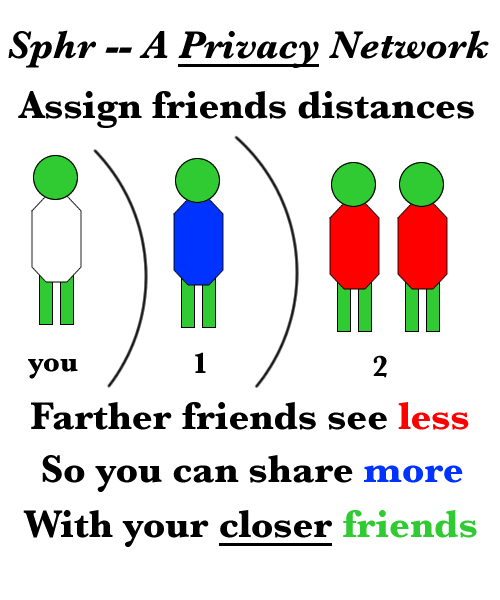 Sphr -- A Privacy Network
Assign friends distances
you 1 2
Farther friends see less
So you can share more
With your closer friends